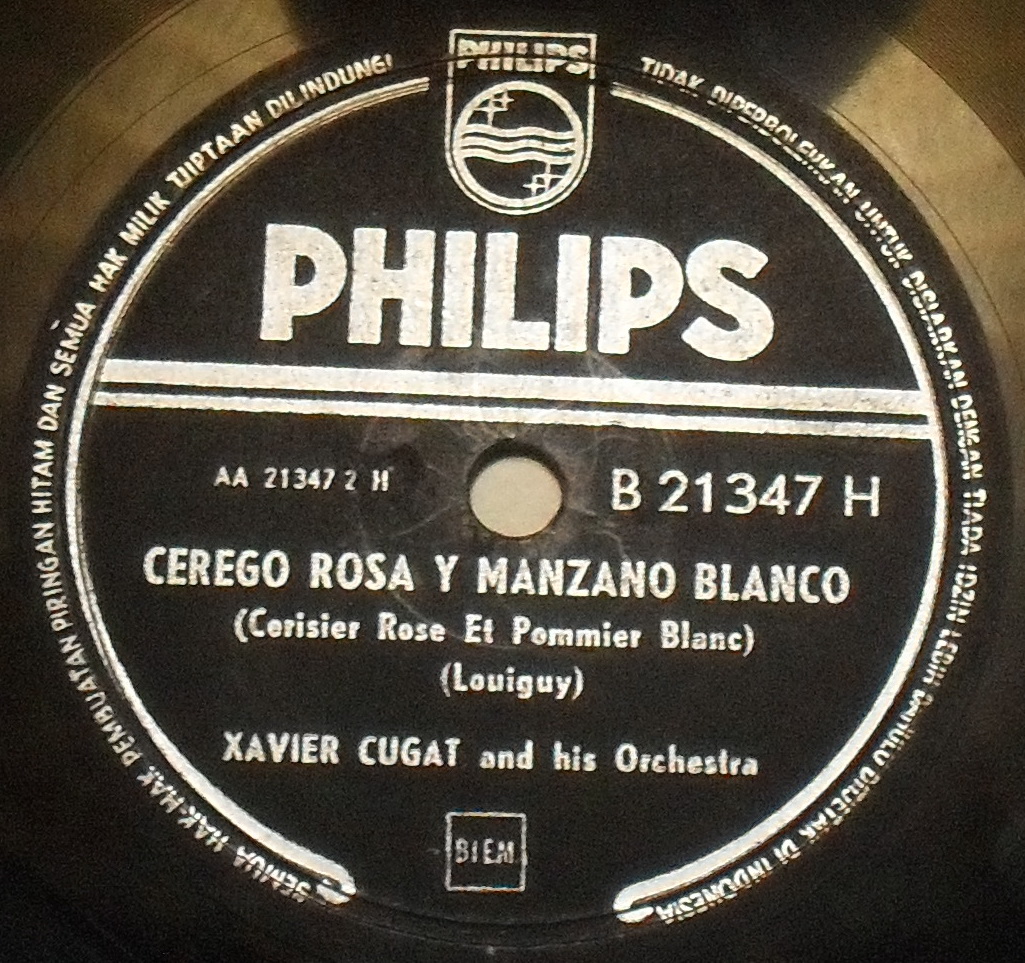 SEMUA HAK-HAK PEMBUATAN PIRINGAN HITAM DAN SEMUA HAK MILIK TJIPTAAN DILINDUNGI
TIDAK DIPERBOLEHKAN UNTUK DISIARKAN DENGAN TIADA IDZIN LEBIH DAHULU DITJETAK DI INDONESIA
PHILIPS
PHILIPS
AA 21347 2 H
B 21347 H
CEREGO ROSA Y MANZANO BLANCO
(Cerisier Rose Et Pommier Blanc)
(Louiguy)
XAVIER CUGAT and his Orchestra
BIEM